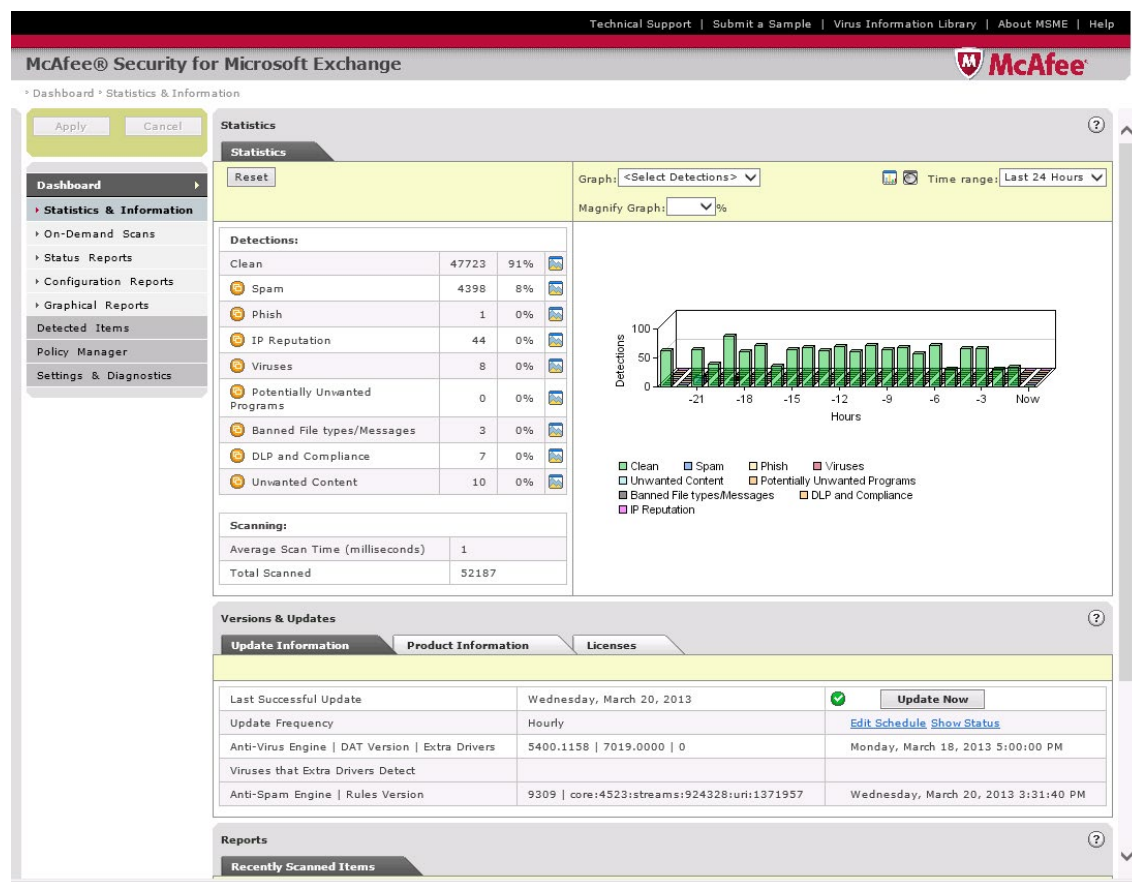 Technical Support | Submit a Sample | Virus Information Library | About MSME | Help
McAfee® Security for Microsoft Exchange
McAfee
Dashboard Statistics & Information
Apply Cancel
Dashboard
Statistics & Information
On-Demand Scans
Status Reports
Configuration Reports
Graphical Reports
Detected Items
Policy Manager
Settings & Diagnostics
Statistics ?
Statistics
Reset
Graph: <Select Detections> Time range: Last 24 Hours
Magnify Graph: %
Detections:
Clean 47723 91%
Spam 4398 8%
Phish 1 0%
IP Reputation 44 0%
Viruses 8 0%
Potentially Unwanted
Programs 0 0%
Banned File types/Messages 3 0%
DLP and Compliance 7 0%
Unwanted Content 10 0%
Scanning:
Average Scan Time (milliseconds) 1
Total Scanned 52187
Detections
100
50
0
-21 -18 -15 -12 -9 -6 -3 Now
Hours
Clean Spam Phish Viruses
Unwanted Content Potentially Unwanted Programs
Banned File types/Messages DLP and Compliance
IP Reputation
Versions & Updates ?
Update Information Product Information Licenses
Last Successful Update Wednesday, March 20, 2013 Update Now
Update Frequency Hourly Edit Schedule Show Status
Anti-Virus Engine | DAT Version | Extra Drivers 5400.1158 | 7019.0000 | 0 Monday, March 18, 2013 5:00:00 PM
Viruses that Extra Drivers Detect
Anti-Spam Engine | Rules Version 9309 | core:4523:streams:924328:uri:1371957 Wednesday, March 20, 2013 3:31:40 PM
Reports ?
Recently Scanned Items